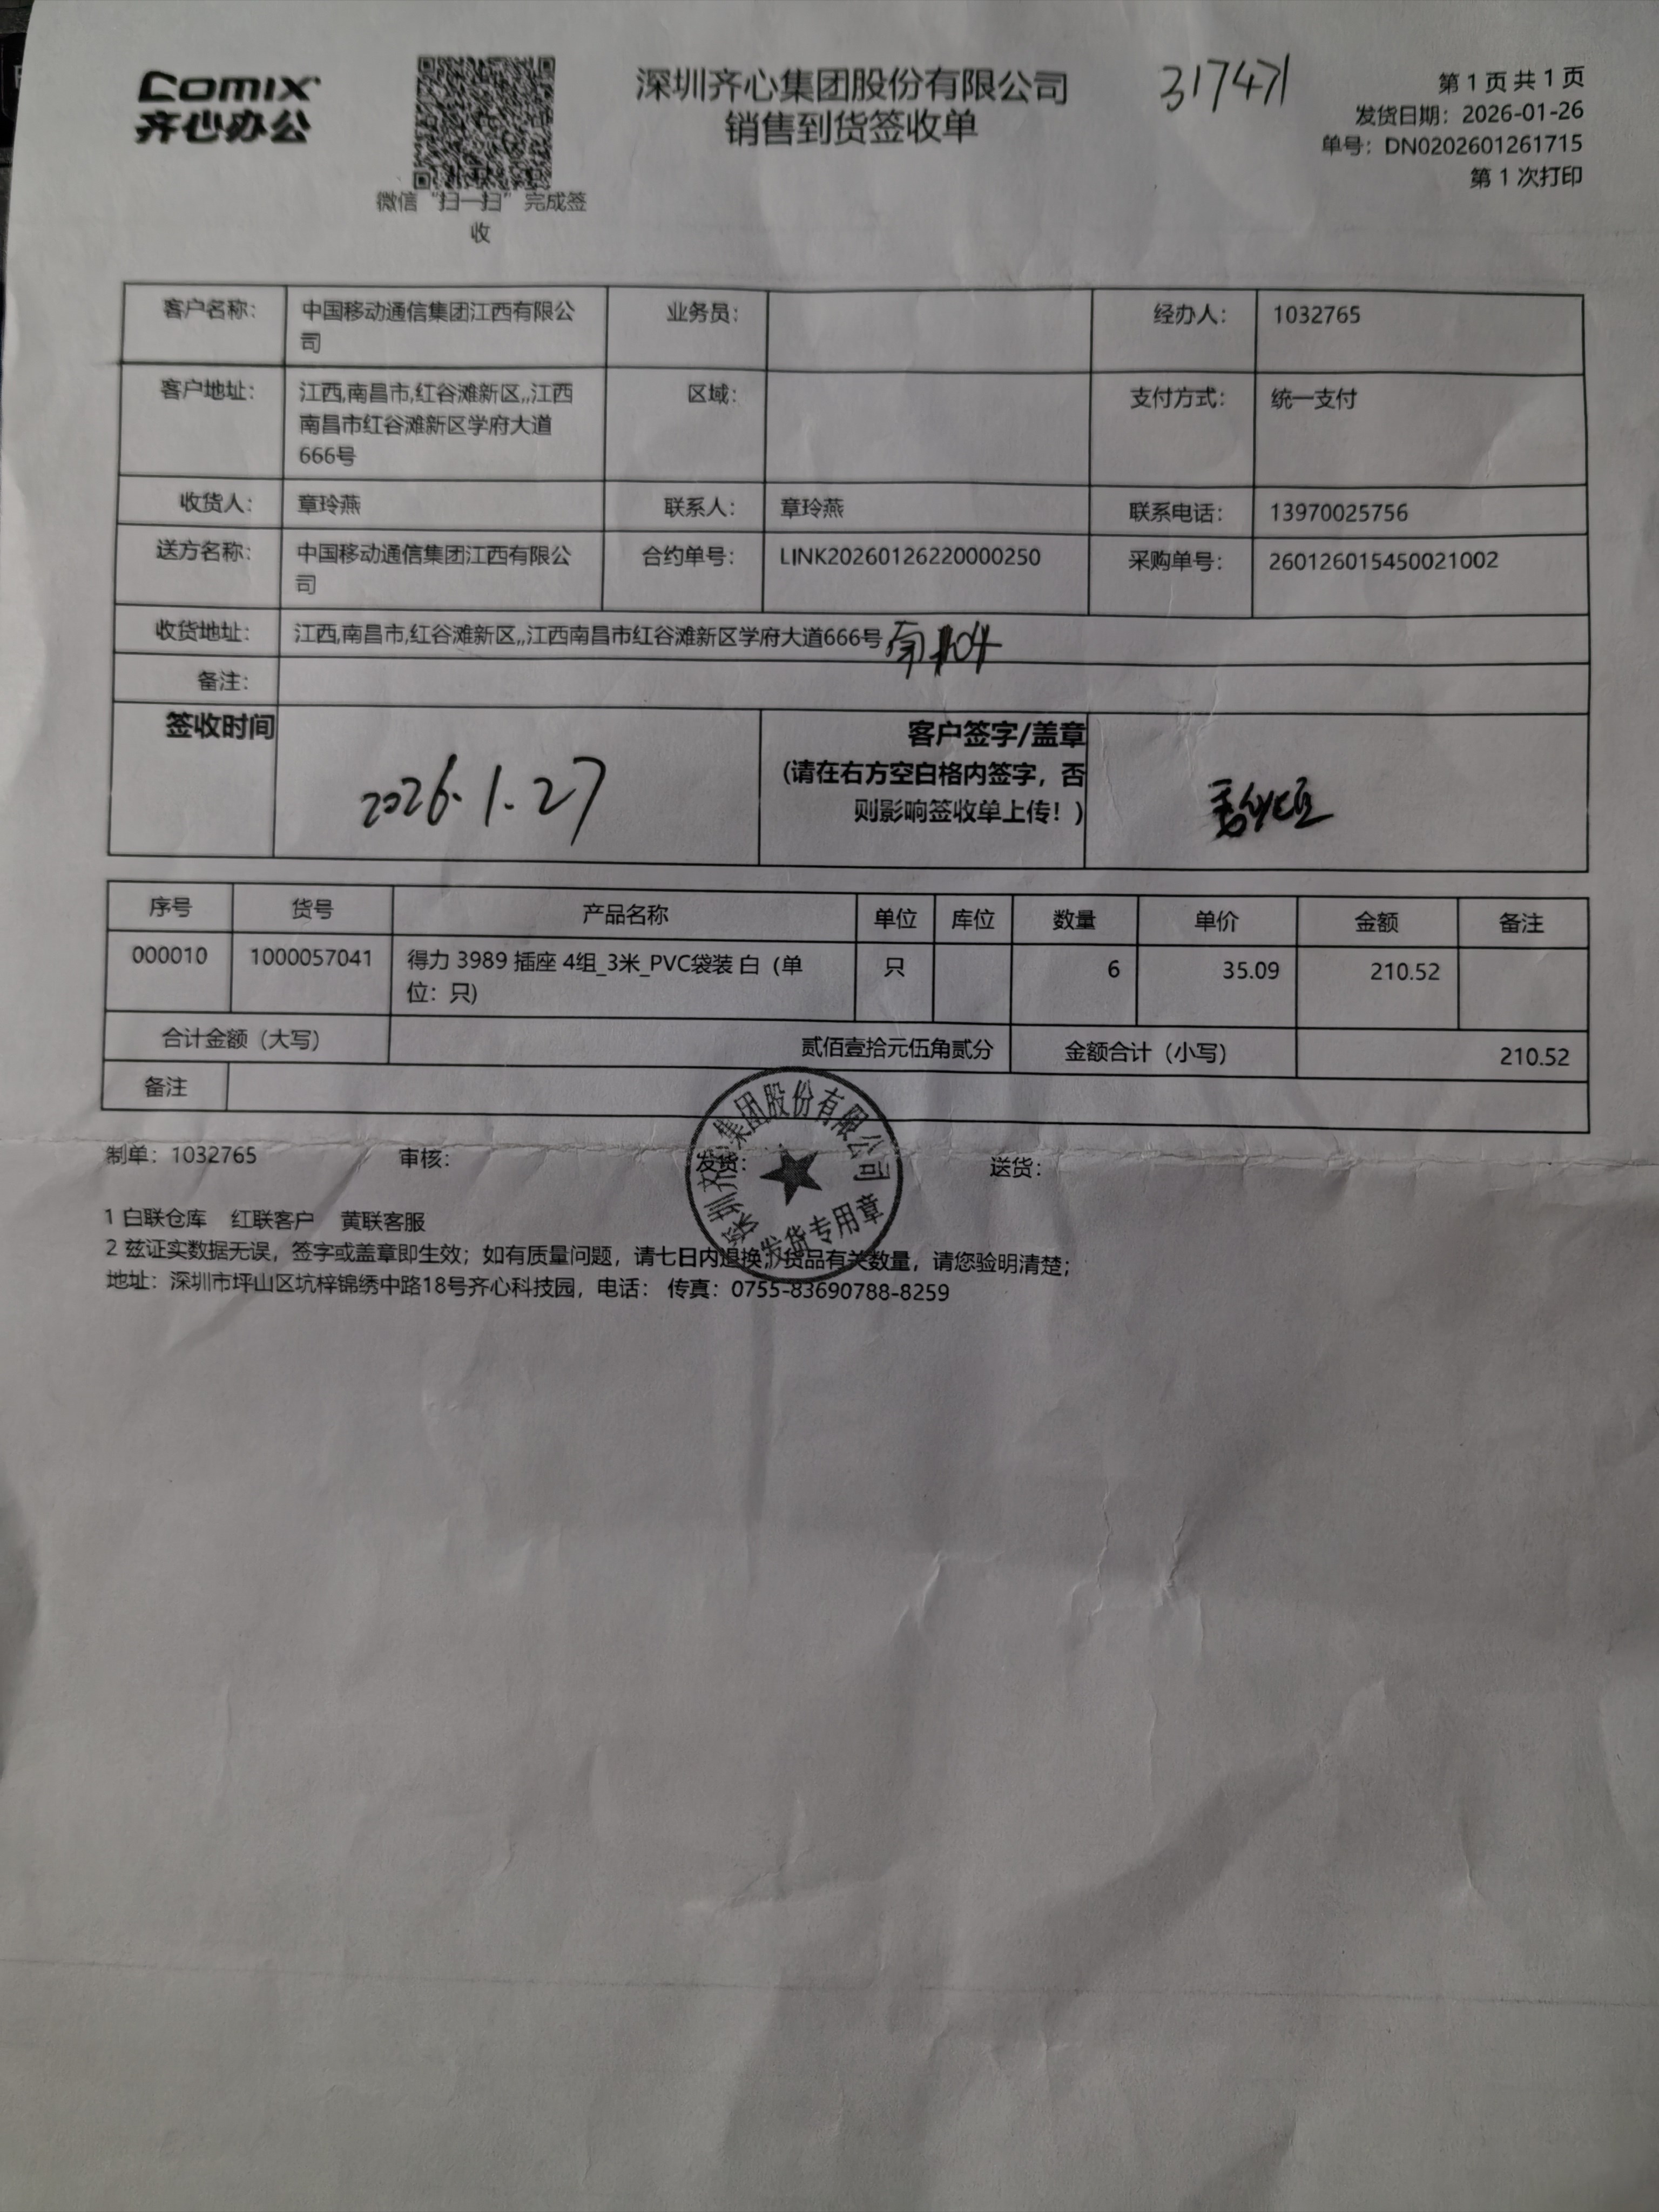 Comix
齐心办公
微信“扫一扫”完成签
收
深圳齐心集团股份有限公司
销售到货签收单
317471
第 1 页 共 1 页
发货日期：2026-01-26
单号：DN0202601261715
第 1 次打印
客户名称： 中国移动通信集团江西有限公 业务员： 经办人： 1032765
司
客户地址： 江西,南昌市,红谷滩新区,,江西 区域： 支付方式： 统一支付
南昌市红谷滩新区学府大道
666号
收货人： 章玲燕 联系人： 章玲燕 联系电话： 13970025756
送方名称： 中国移动通信集团江西有限公 合约单号： LINK20260126220000250 采购单号： 260126015450021002
司
收货地址： 江西,南昌市,红谷滩新区,,江西南昌市红谷滩新区学府大道666号
备注：
签收时间 2026.1.27 客户签字/盖章
(请在右方空白格内签字，否
则影响签收单上传！)
序号 货号 产品名称 单位 库位 数量 单价 金额 备注
000010 1000057041 得力 3989 插座 4组_3米_PVC袋装 白（单 只 6 35.09 210.52
位：只)
合计金额（大写） 贰佰壹拾元伍角贰分 金额合计（小写） 210.52
备注
制单：1032765 审核： 发货： 送货：
深圳齐心集团股份有限公司
发货专用章
1 白联仓库 红联客户 黄联客服
2 兹证实数据无误，签字或盖章即生效；如有质量问题，请七日内退换，货品有关数量，请您验明清楚；
地址：深圳市坪山区坑梓锦绣中路18号齐心科技园，电话： 传真：0755-83690788-8259